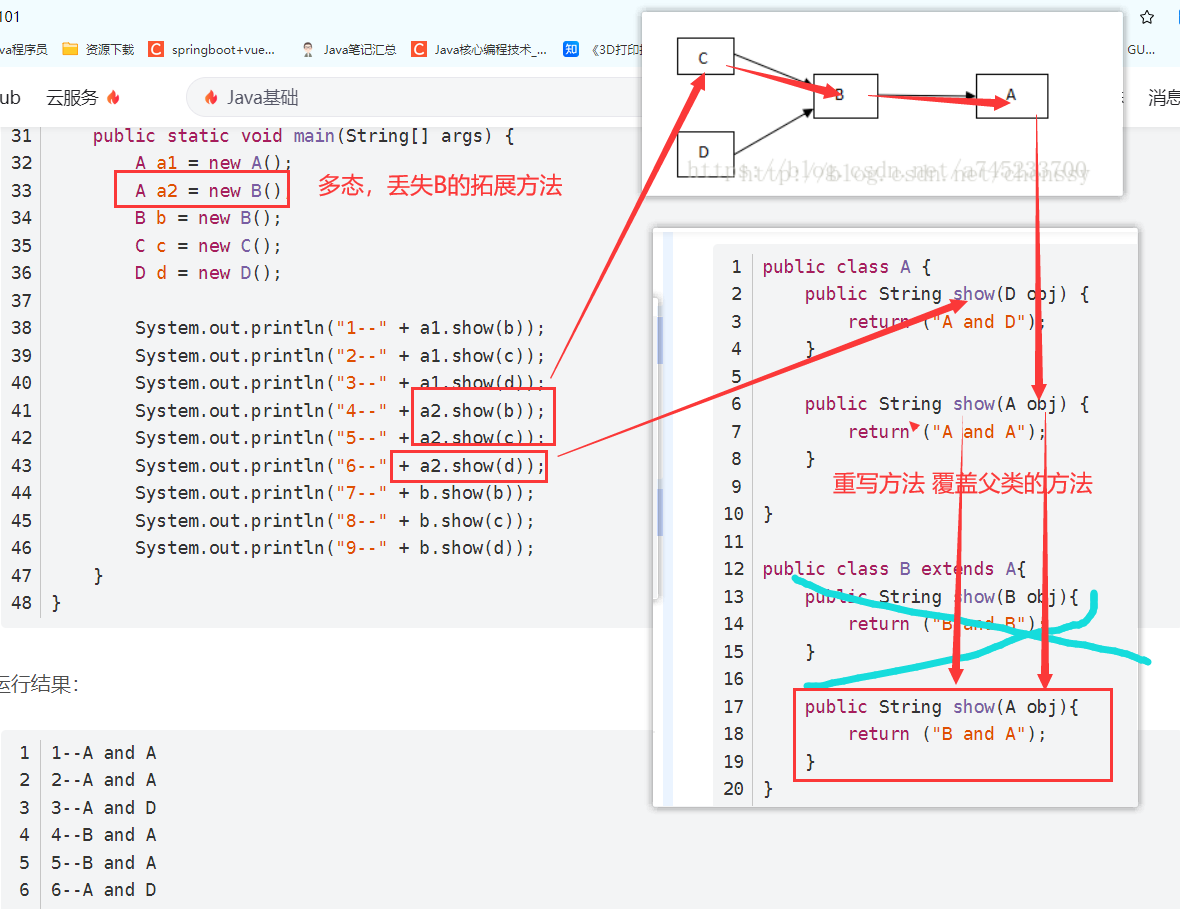 101
va程序员 资源下载 springboot+vue... Java笔记汇总 Java核心编程技术_... 知 《3D打印 GU...
ub 云服务 Java基础 消息
31 public static void main(String[] args) {
32 A a1 = new A();
33 A a2 = new B()
34 B b = new B();
35 C c = new C();
36 D d = new D();
37
38 System.out.println("1--" + a1.show(b));
39 System.out.println("2--" + a1.show(c));
40 System.out.println("3--" + a1.show(d));
41 System.out.println("4--" + a2.show(b));
42 System.out.println("5--" + a2.show(c));
43 System.out.println("6--" + a2.show(d));
44 System.out.println("7--" + b.show(b));
45 System.out.println("8--" + b.show(c));
46 System.out.println("9--" + b.show(d));
47 }
48 }
多态，丢失B的拓展方法
运行结果：
1 1--A and A
2 2--A and A
3 3--A and D
4 4--B and A
5 5--B and A
6 6--A and D
C
B
A
D
1 public class A {
2 public String show(D obj) {
3 return ("A and D");
4 }
5
6 public String show(A obj) {
7 return ("A and A");
8 }
9
10 }
11
12 public class B extends A{
13 public String show(B obj){
14 return ("B and B");
15 }
16
17 public String show(A obj){
18 return ("B and A");
19 }
20 }
重写方法 覆盖父类的方法